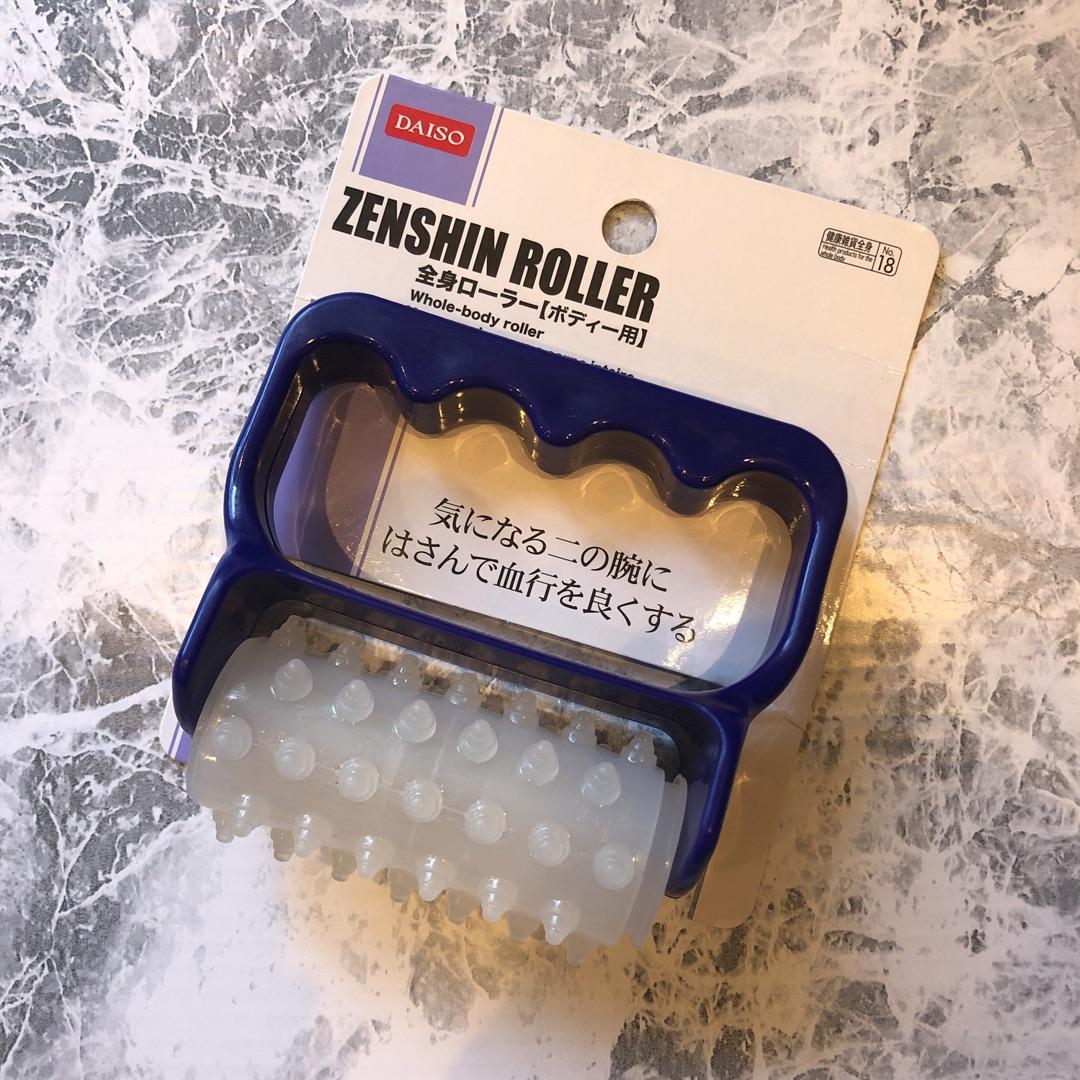 DAISO
ZENSHIN ROLLER
全身ローラー【ボディー用】
Whole-body roller
健康雑貨全身
Health products for the
whole body
No.
18
気になる二の腕に
はさんで血行を良くする